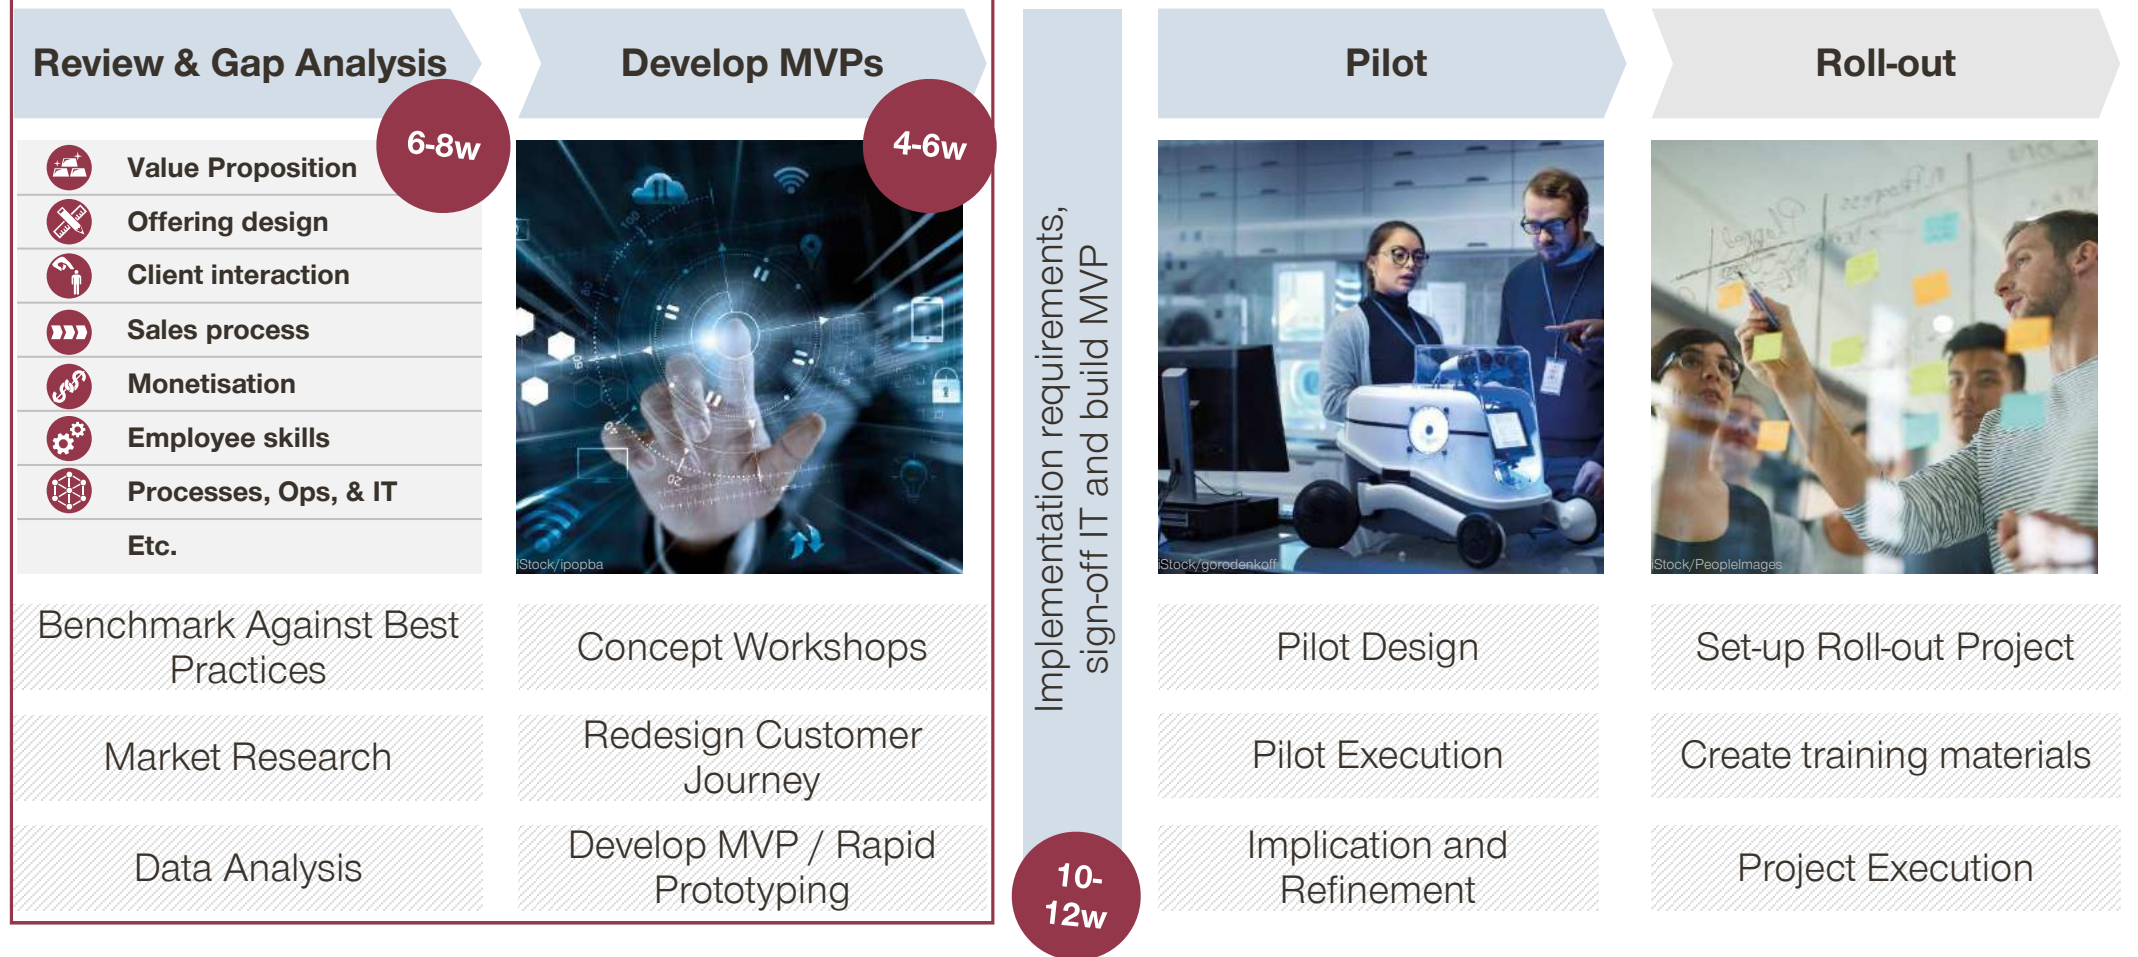 Review & Gap Analysis
6-8w
Value Proposition
Offering design
Client interaction
Sales process
Monetisation
Employee skills
Processes, Ops, & IT
Etc.
Benchmark Against Best
Practices
Market Research
Data Analysis
Develop MVPs
4-6w
iStock/ipopba
Concept Workshops
Redesign Customer
Journey
Develop MVP / Rapid
Prototyping
Implementation requirements,
sign-off IT and build MVP
10-
12w
Pilot
iStock/gorodenkoff
Pilot Design
Pilot Execution
Implication and
Refinement
Roll-out
iStock/PeopleImages
Set-up Roll-out Project
Create training materials
Project Execution